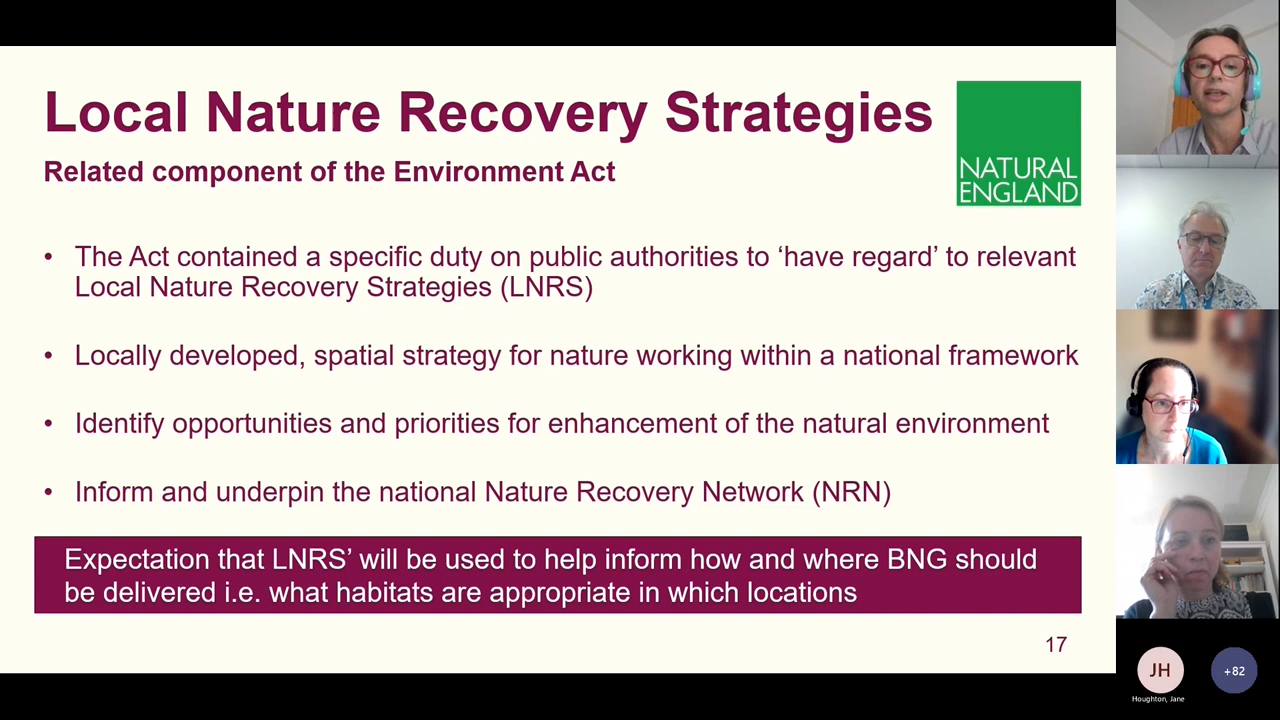 Local Nature Recovery Strategies
Related component of the Environment Act
NATURAL
ENGLAND
• The Act contained a specific duty on public authorities to ‘have regard’ to relevant
Local Nature Recovery Strategies (LNRS)
• Locally developed, spatial strategy for nature working within a national framework
• Identify opportunities and priorities for enhancement of the natural environment
• Inform and underpin the national Nature Recovery Network (NRN)
Expectation that LNRS’ will be used to help inform how and where BNG should
be delivered i.e. what habitats are appropriate in which locations
17
JH
+82
Houghton, Jane